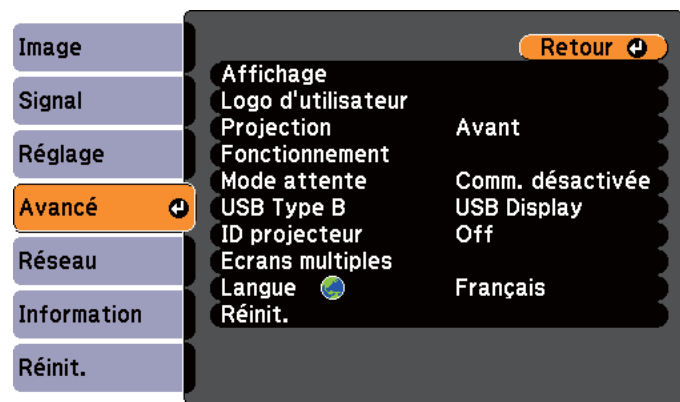 Image
Signal
Réglage
Avancé
Réseau
Information
Réinit.
Retour
Affichage
Logo d'utilisateur
Projection Avant
Fonctionnement
Mode attente Comm. désactivée
USB Type B USB Display
ID projecteur Off
Ecrans multiples
Langue Français
Réinit.